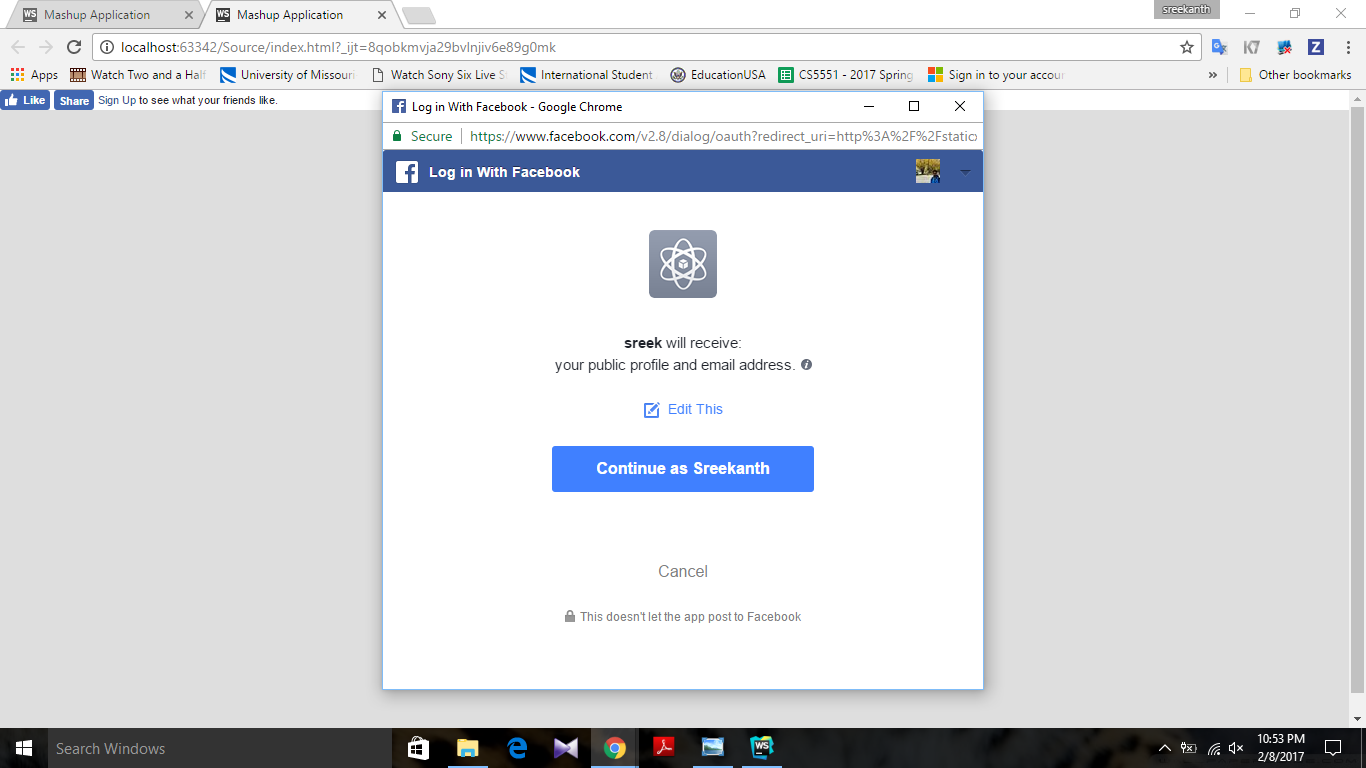 WS Mashup Application
WS Mashup Application
sreekanth
localhost:63342/Source/index.html?_ijt=8qobkmvja29bvlnjiv6e89g0mk
K7
Z
Apps
Watch Two and a Half
University of Missouri
Watch Sony Six Live S
International Student
EducationUSA
CS5551 - 2017 Spring
Sign in to your accou
»
Other bookmarks
Like
Share
Sign Up to see what your friends like.
Log in With Facebook - Google Chrome
Secure
https://www.facebook.com/v2.8/dialog/oauth?redirect_uri=http%3A%2F%2Fstatic
Log in With Facebook
sreek will receive:
your public profile and email address.
Edit This
Continue as Sreekanth
Cancel
This doesn't let the app post to Facebook
Search Windows
WS
10:53 PM
2/8/2017